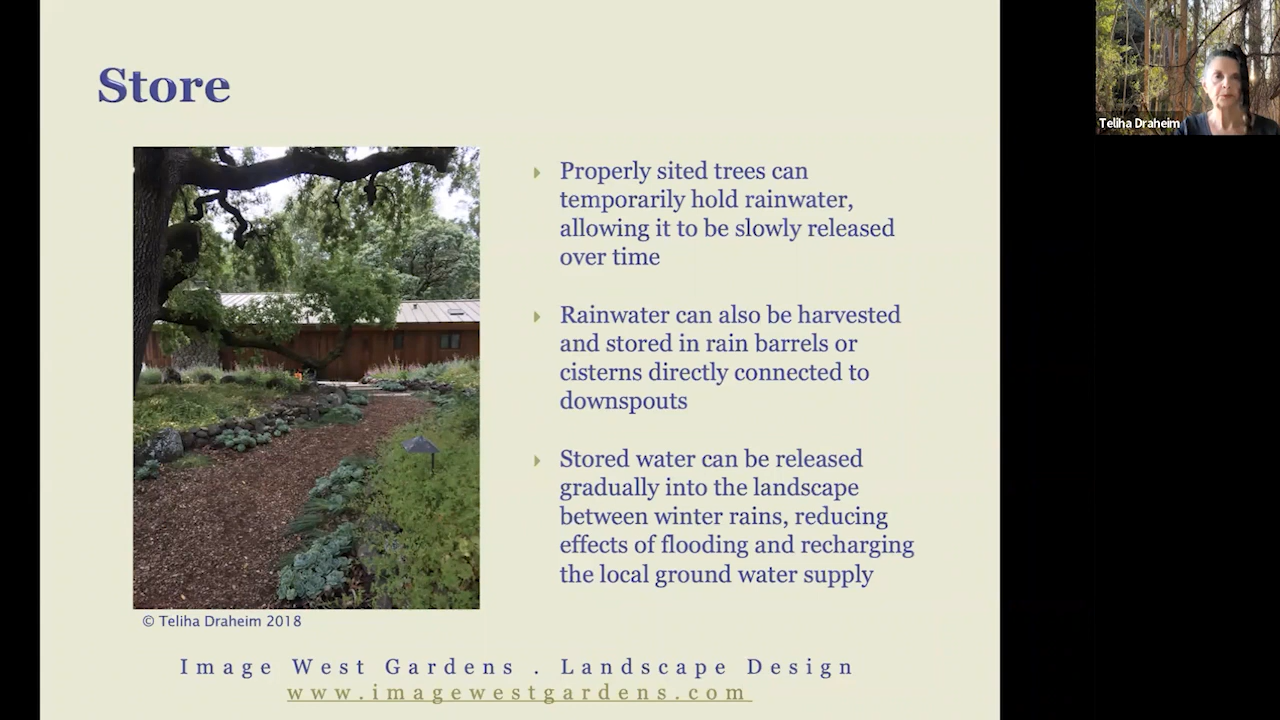 Store
Properly sited trees can
temporarily hold rainwater,
allowing it to be slowly released
over time
Rainwater can also be harvested
and stored in rain barrels or
cisterns directly connected to
downspouts
Stored water can be released
gradually into the landscape
between winter rains, reducing
effects of flooding and recharging
the local ground water supply
© Teliha Draheim 2018
Image West Gardens . Landscape Design
www.imagewestgardens.com
Teliha Draheim